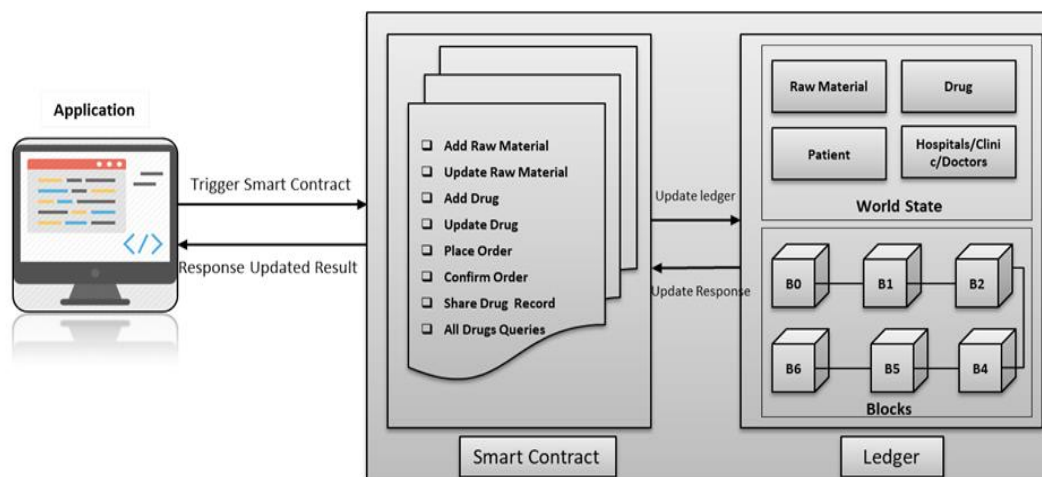 Application
Trigger Smart Contract
Response Updated Result
Add Raw Material
Update Raw Material
Add Drug
Update Drug
Place Order
Confirm Order
Share Drug Record
All Drugs Queries
Smart Contract
Update ledger
Update Response
Raw Material
Drug
Patient
Hospitals/Clini
c/Doctors
World State
B0
B1
B2
B6
B5
B4
Blocks
Ledger